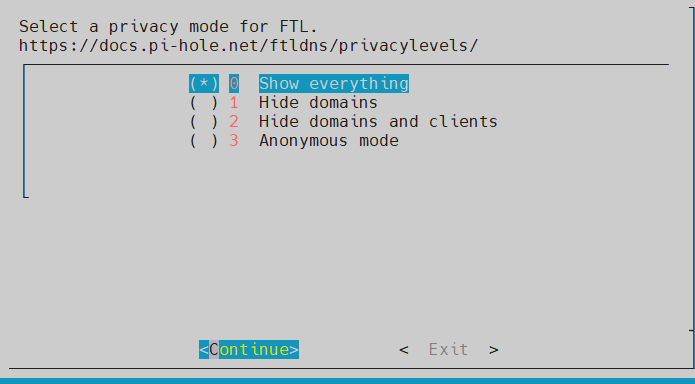 Select a privacy mode for FTL.
https://docs.pi-hole.net/ftldns/privacylevels/
(*) 0 Show everything
( ) 1 Hide domains
( ) 2 Hide domains and clients
( ) 3 Anonymous mode
<Continue> < Exit >